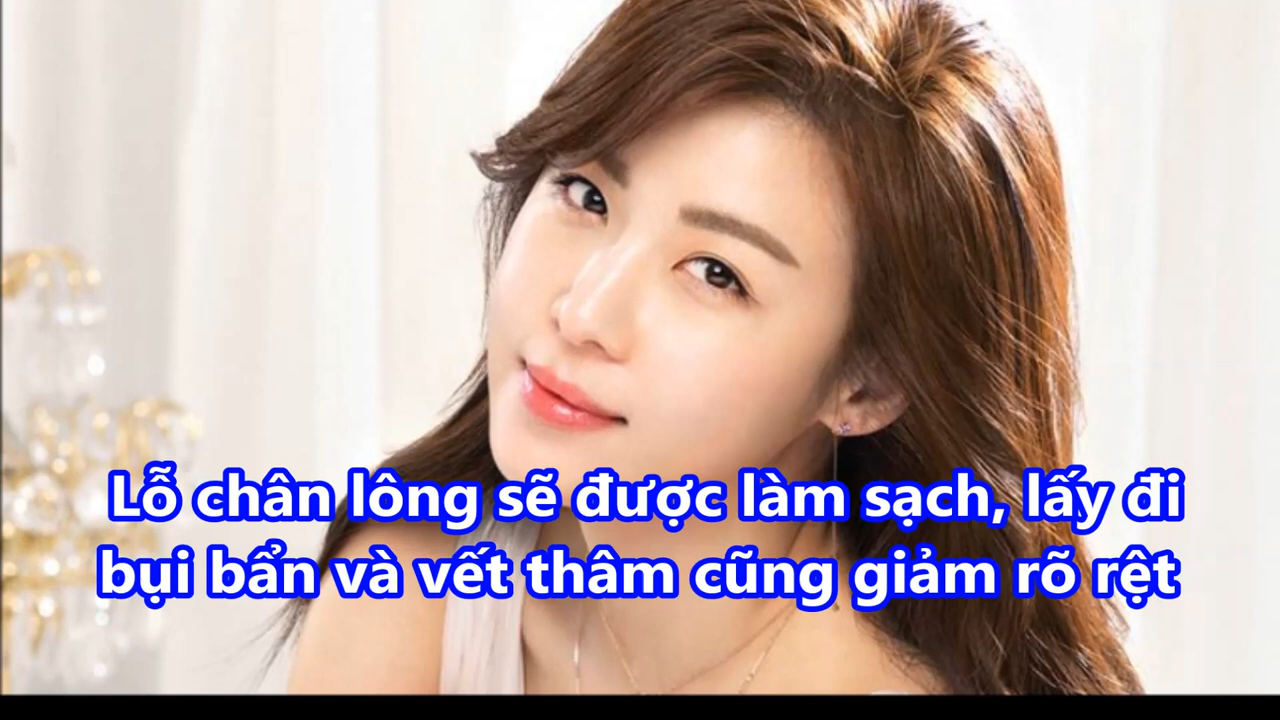 Lỗ chân lông sẽ được làm sạch, lấy đi
bụi bẩn và vết thâm cũng giảm rõ rệt